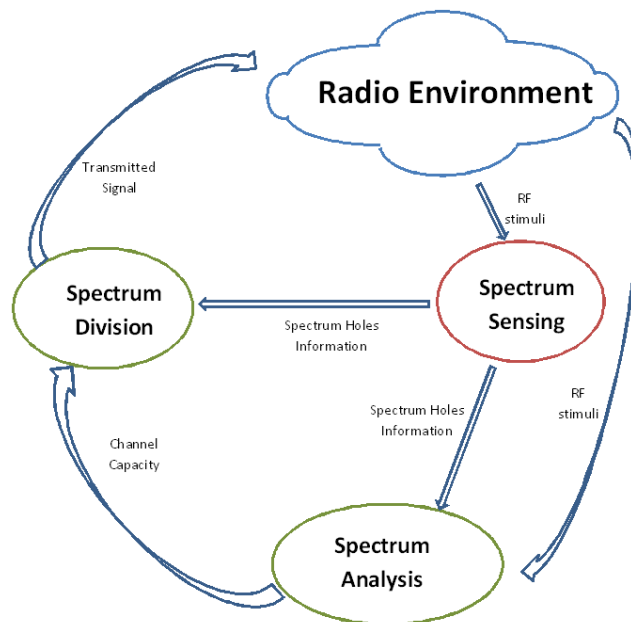 Radio Environment
Transmitted
Signal
RF
stimuli
Spectrum
Division
Spectrum
Sensing
Spectrum Holes
Information
Spectrum Holes
Information
RF
stimuli
Channel
Capacity
Spectrum
Analysis